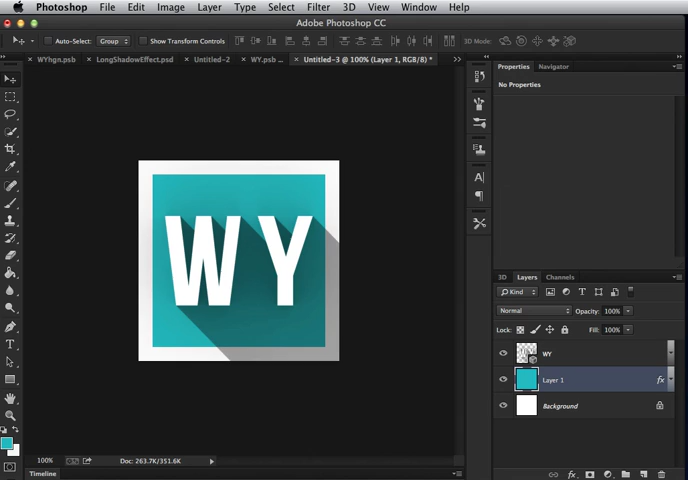 Photoshop File Edit Image Layer Type Select Filter 3D View Window Help
Adobe Photoshop CC
Auto-Select: Group Show Transform Controls 3D Mode:
WYhgn.psb LongShadowEffect.psd Untitled-2 WY.psb ... Untitled-3 @ 100% (Layer 1, RGB/8) *
Properties Navigator
No Properties
WY
3D Layers Channels
Kind
Normal Opacity: 100%
Lock: Fill: 100%
WY
Layer 1 fx
Background
100% Doc: 263.7K/351.6K
Timeline
fx